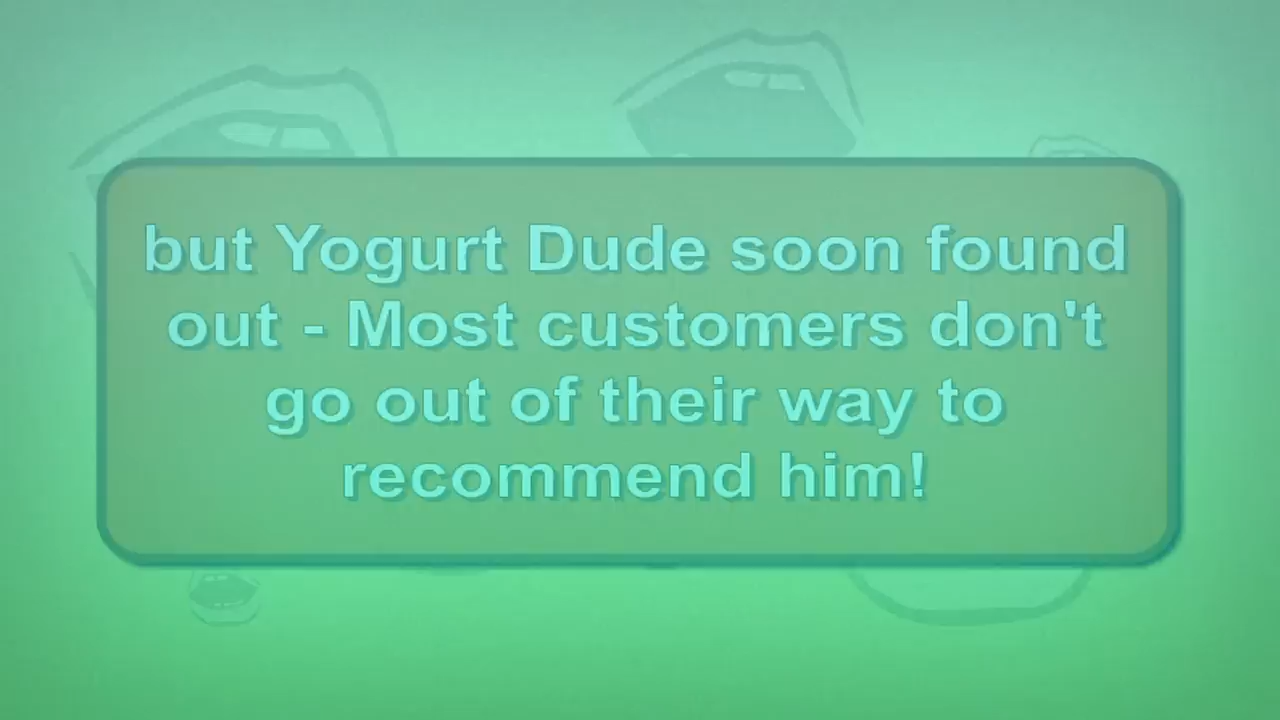 but Yogurt Dude soon found
out - Most customers don't
go out of their way to
recommend him!